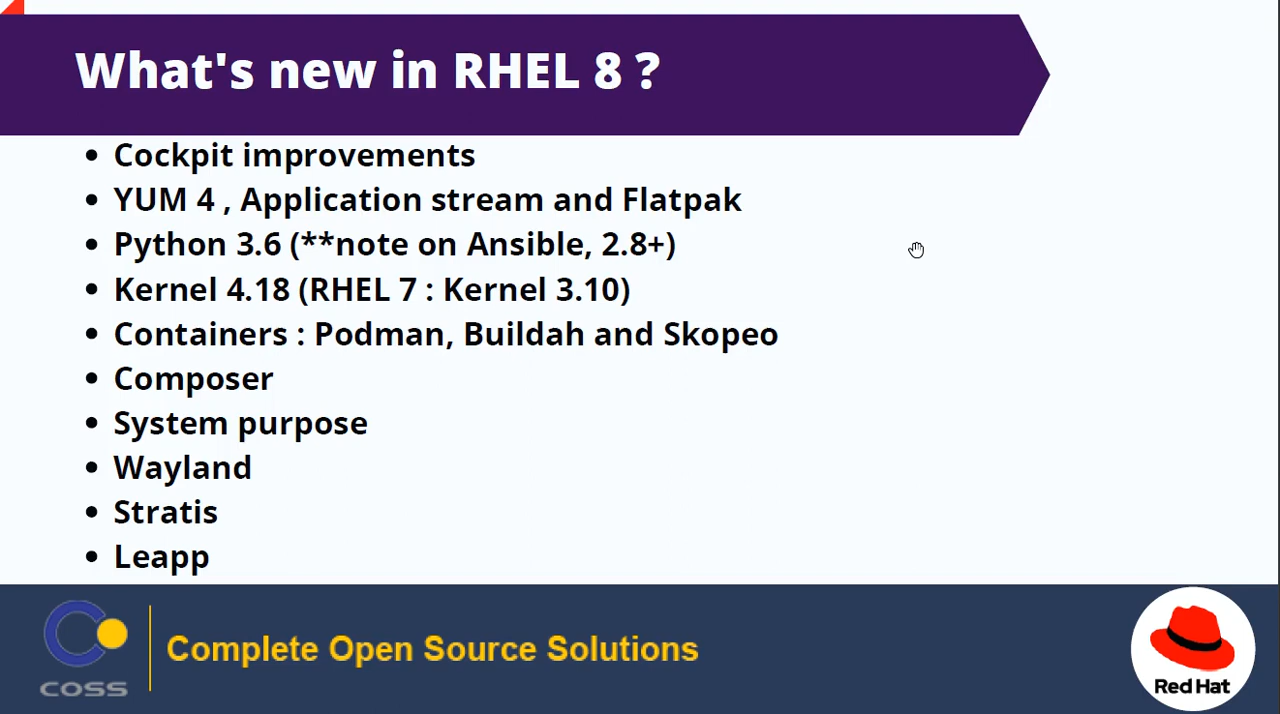 What's new in RHEL 8 ?
• Cockpit improvements
• YUM 4 , Application stream and Flatpak
• Python 3.6 (**note on Ansible, 2.8+)
• Kernel 4.18 (RHEL 7 : Kernel 3.10)
• Containers : Podman, Buildah and Skopeo
• Composer
• System purpose
• Wayland
• Stratis
• Leapp
COSS
Complete Open Source Solutions
Red Hat